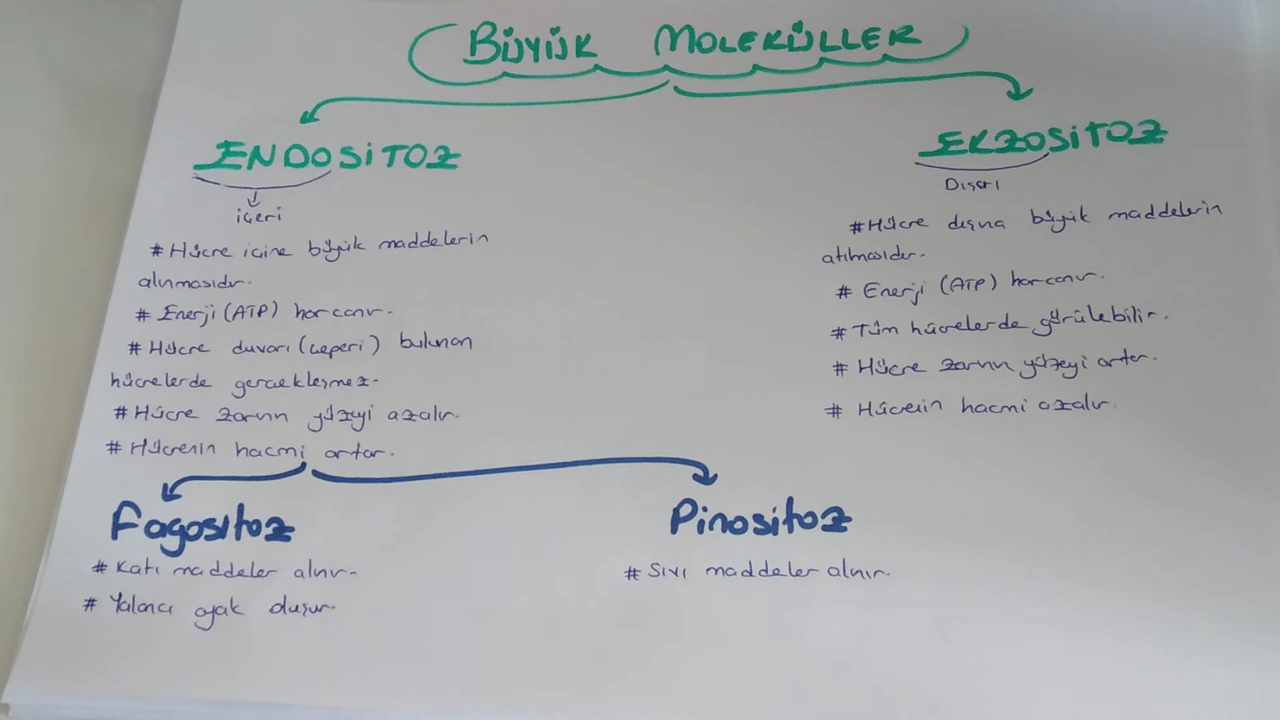 BÜYÜK MOLEKÜLLER
ENDOSİTOZ
içeri
# Hücre içine büyük maddelerin
alınmasıdır.
# Enerji (ATP) harcanır.
# Hücre duvarı (çeperi) bulunan
hücrelerde gerçekleşmez.
# Hücre zarının yüzeyi azalır.
# Hücrenin hacmi artar.
EKZOSİTOZ
Dışarı
# Hücre dışına büyük maddelerin
atılmasıdır.
# Enerji (ATP) harcanır.
# Tüm hücrelerde görülebilir.
# Hücre zarının yüzeyi artar.
# Hücrenin hacmi azalır.
Fagositoz
# Katı maddeler alınır.
# Yalancı ayak oluşur.
Pinositoz
# Sıvı maddeler alınır.